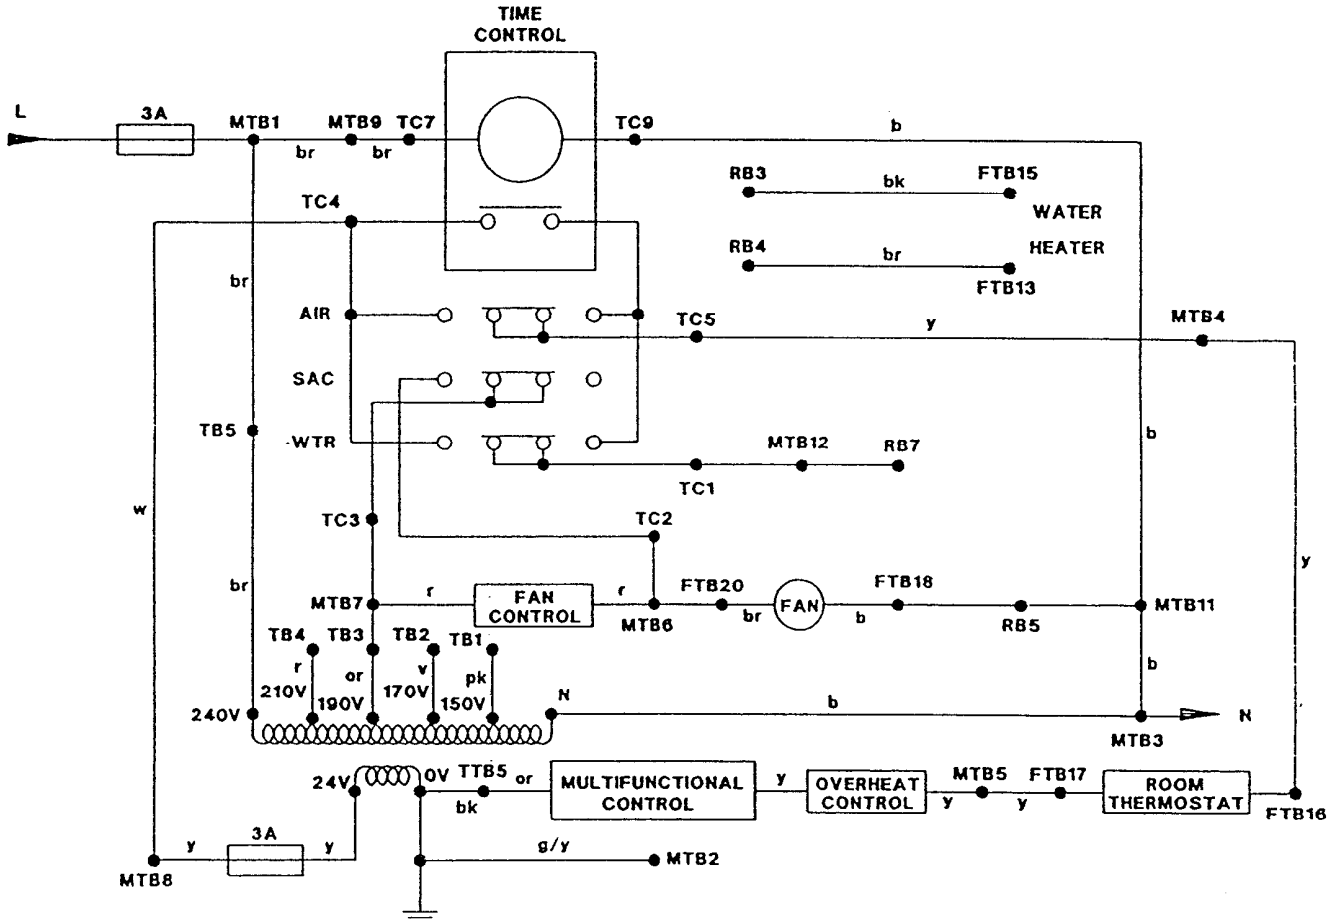 TIME
CONTROL
L
3A
MTB1
MTB9
TC7
TC9
b
br
br
RB3
bk
FTB15
WATER
TC4
RB4
br
HEATER
FTB13
br
AIR
TC5
y
MTB4
SAC
TB5
WTR
MTB12
RB7
b
TC1
w
TC3
TC2
y
br
MTB7
r
FAN
CONTROL
r
MTB6
FTB20
br
FAN
b
FTB18
RB5
MTB11
TB4
TB3
TB2
TB1
r
or
v
pk
b
210V
190V
170V
150V
240V
N
b
N
MTB3
24V
0V
TTB5
or
bk
MULTIFUNCTIONAL
CONTROL
y
OVERHEAT
CONTROL
y
MTB5
y
FTB17
ROOM
THERMOSTAT
FTB16
y
3A
y
g/y
MTB2
MTB8